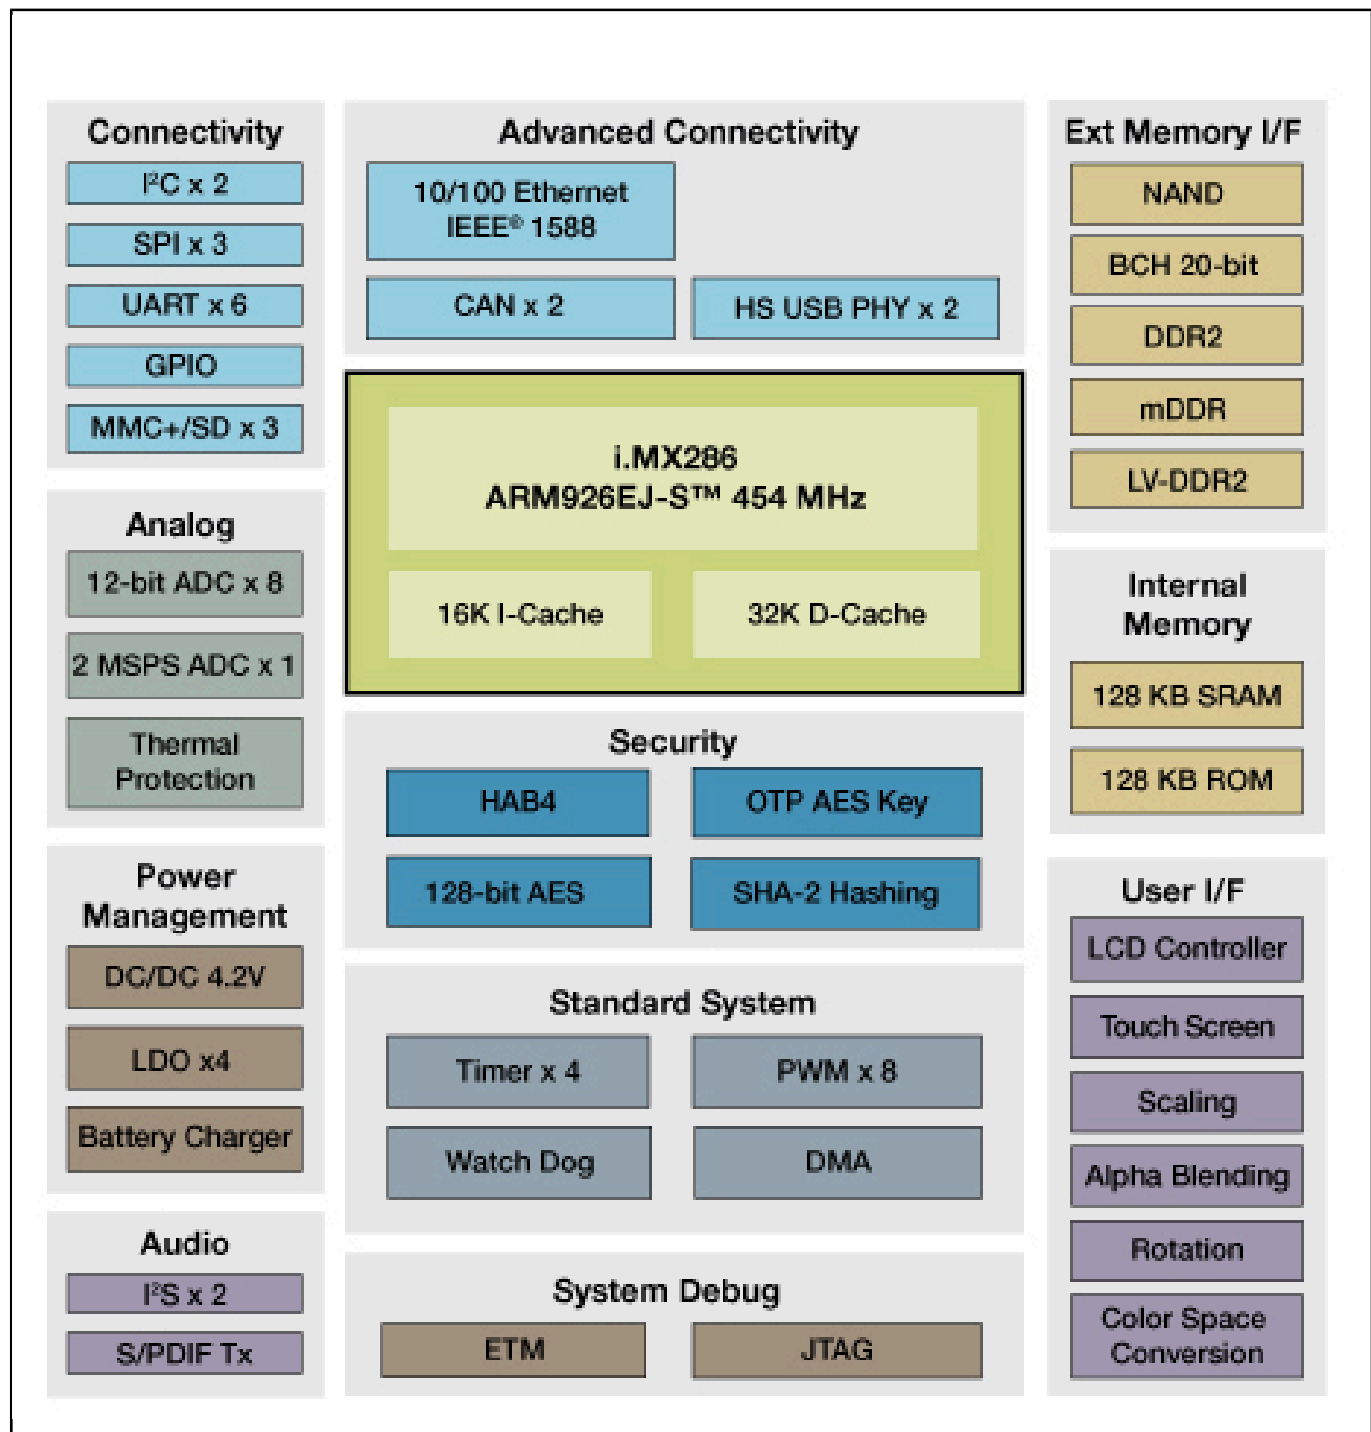 Connectivity
I²C x 2
SPI x 3
UART x 6
GPIO
MMC+/SD x 3
Analog
12-bit ADC x 8
2 MSPS ADC x 1
Thermal
Protection
Power
Management
DC/DC 4.2V
LDO x4
Battery Charger
Audio
I²S x 2
S/PDIF Tx
Advanced Connectivity
10/100 Ethernet
IEEE® 1588
CAN x 2
HS USB PHY x 2
i.MX286
ARM926EJ-S™ 454 MHz
16K I-Cache
32K D-Cache
Security
HAB4
OTP AES Key
128-bit AES
SHA-2 Hashing
Standard System
Timer x 4
PWM x 8
Watch Dog
DMA
System Debug
ETM
JTAG
Ext Memory I/F
NAND
BCH 20-bit
DDR2
mDDR
LV-DDR2
Internal
Memory
128 KB SRAM
128 KB ROM
User I/F
LCD Controller
Touch Screen
Scaling
Alpha Blending
Rotation
Color Space
Conversion